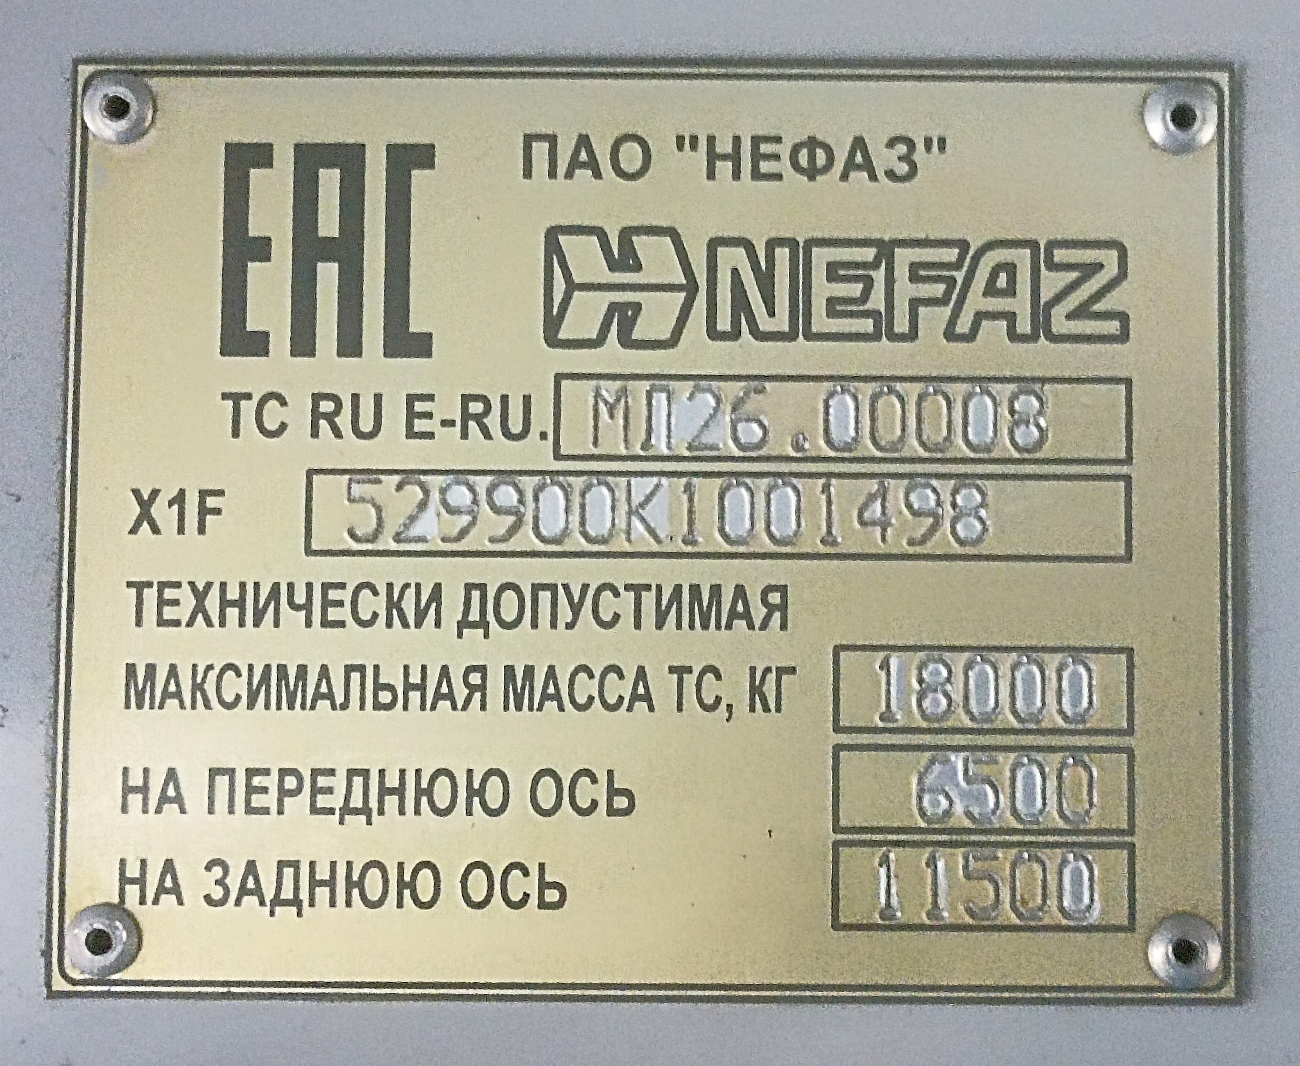 ЕАС
ПАО "НЕФАЗ"
NEFAZ
ТС RU Е-RU. МЛ26.00008
X1F 529900K1001498
ТЕХНИЧЕСКИ ДОПУСТИМАЯ
МАКСИМАЛЬНАЯ МАССА ТС, КГ 18000
НА ПЕРЕДНЮЮ ОСЬ 6500
НА ЗАДНЮЮ ОСЬ 11500